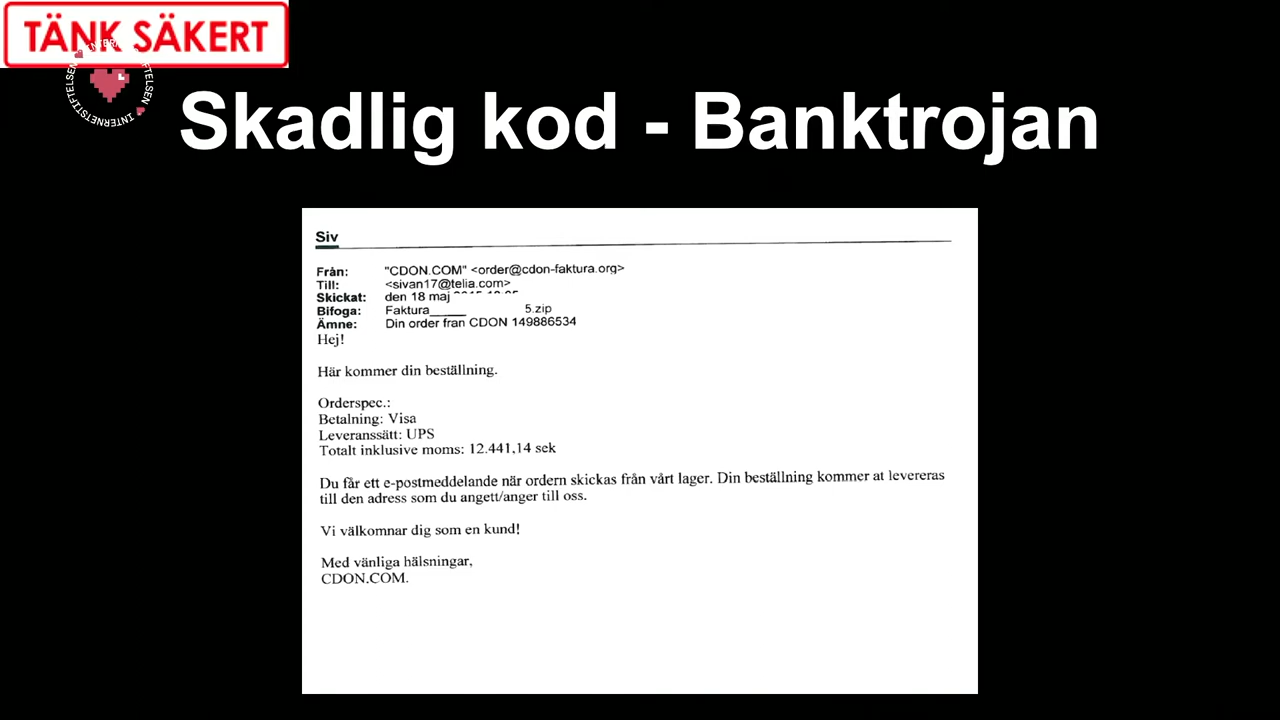 TÄNK SÄKERT
INTERNETSTIFTELSEN
Skadlig kod - Banktrojan
Siv
Från: "CDON.COM" <order@cdon-faktura.org>
Till: <sivan17@telia.com>
Skickat: den 18 maj
Bifoga: Faktura_____ 5.zip
Ämne: Din order fran CDON 149886534
Hej!
Här kommer din beställning.
Orderspec.:
Betalning: Visa
Leveranssätt: UPS
Totalt inklusive moms: 12.441,14 sek
Du får ett e-postmeddelande när ordern skickas från vårt lager. Din beställning kommer at levereras
till den adress som du angett/anger till oss.
Vi välkomnar dig som en kund!
Med vänliga hälsningar,
CDON.COM.